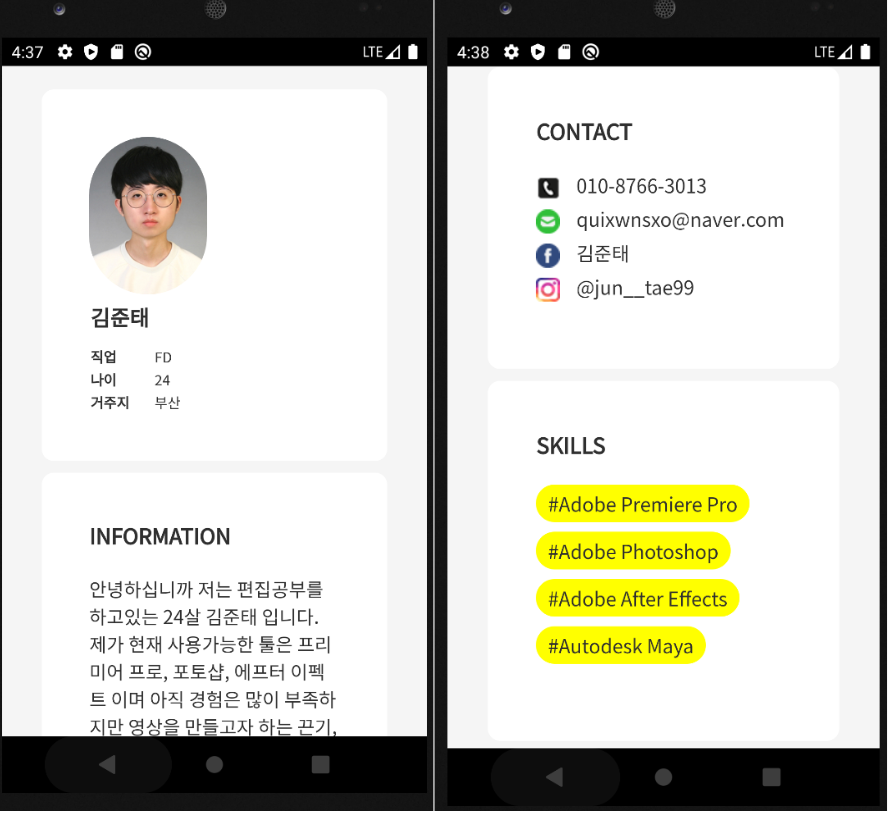 4:37
LTE
김준태
직업 FD
나이 24
거주지 부산
INFORMATION
안녕하십니까 저는 편집공부를
하고있는 24살 김준태 입니다.
제가 현재 사용가능한 툴은 프리
미어 프로, 포토샵, 에프터 이펙
트 이며 아직 경험은 많이 부족하
지만 영상을 만들고자 하는 끈기,
4:38
LTE
CONTACT
010-8766-3013
quixwnsxo@naver.com
김준태
@jun__tae99
SKILLS
#Adobe Premiere Pro
#Adobe Photoshop
#Adobe After Effects
#Autodesk Maya